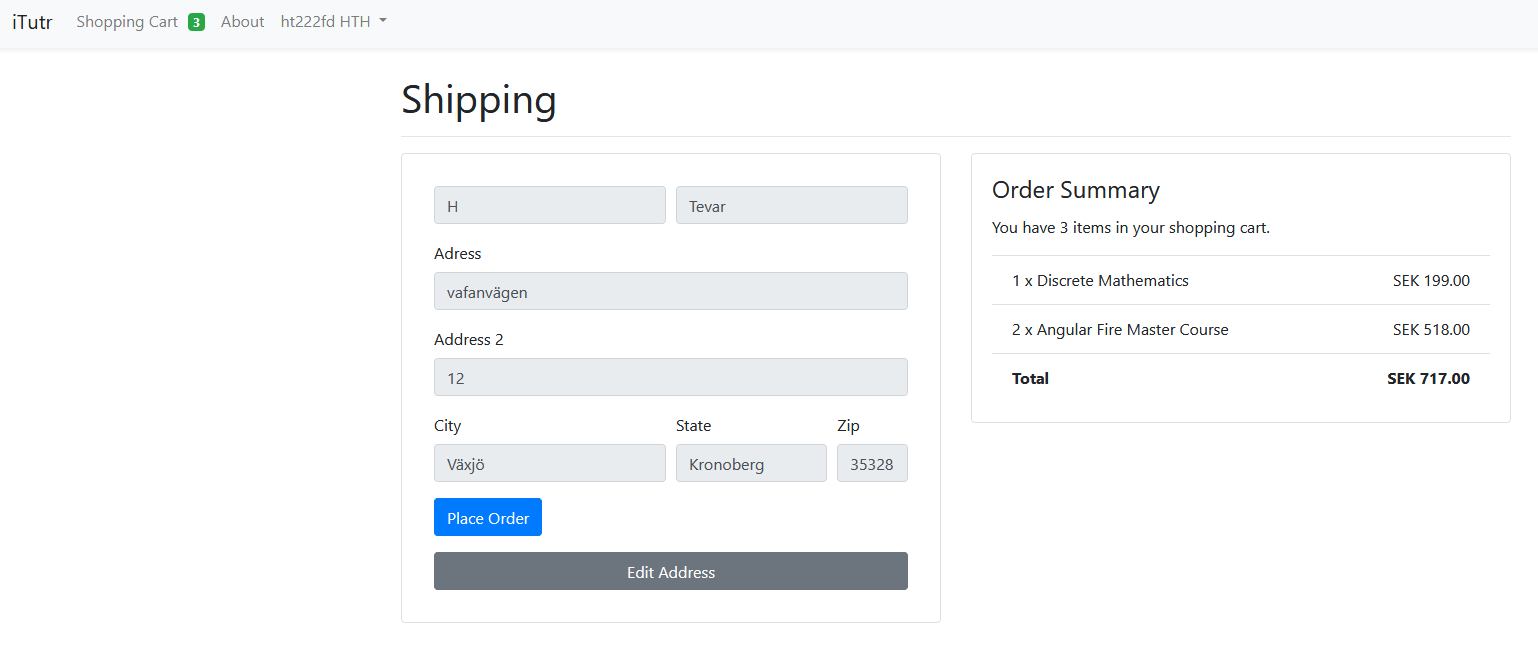 iTutr Shopping Cart 3 About ht222fd HTH
Shipping
H Tevar
Adress
vafanvägen
Address 2
12
City State Zip
Växjö Kronoberg 35328
Place Order
Edit Address
Order Summary
You have 3 items in your shopping cart.
1 x Discrete Mathematics SEK 199.00
2 x Angular Fire Master Course SEK 518.00
Total SEK 717.00